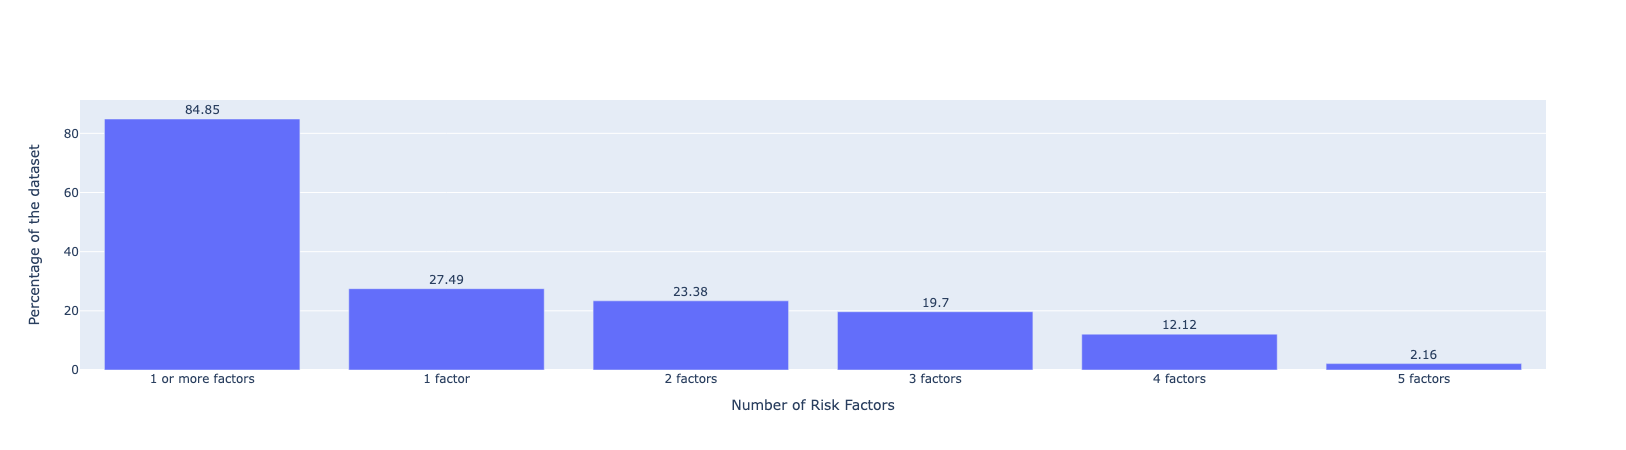 84.85
27.49
23.38
19.7
12.12
2.16
80
60
40
20
0
Percentage of the dataset
1 or more factors
1 factor
2 factors
3 factors
4 factors
5 factors
Number of Risk Factors